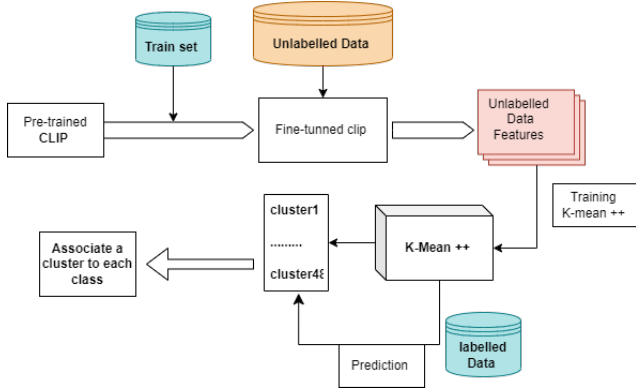 Train set
Unlabelled Data
Pre-trained
CLIP
Fine-tunned clip
Unlabelled
Data
Features
Training
K-mean ++
cluster1
.........
cluster48
K-Mean ++
Associate a
cluster to each
class
labelled
Data
Prediction